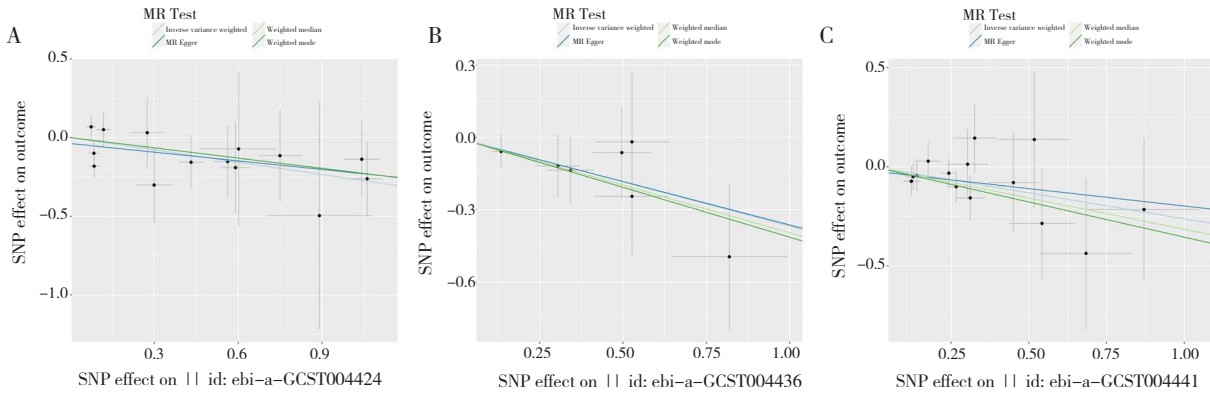 A
MR Test
Inverse variance weighted
Weighted median
MR Egger
Weighted mode
SNP effect on outcome
0.5
0.0
−0.5
−1.0
0.3
0.6
0.9
SNP effect on || id: ebi-a-GCST004424
B
MR Test
Inverse variance weighted
Weighted median
MR Egger
Weighted mode
SNP effect on outcome
0.3
0.0
−0.3
−0.6
0.25
0.50
0.75
1.00
SNP effect on || id: ebi-a-GCST004436
C
MR Test
Inverse variance weighted
Weighted median
MR Egger
Weighted mode
SNP effect on outcome
0.5
0.0
−0.5
0.25
0.50
0.75
1.00
SNP effect on || id: ebi-a-GCST004441